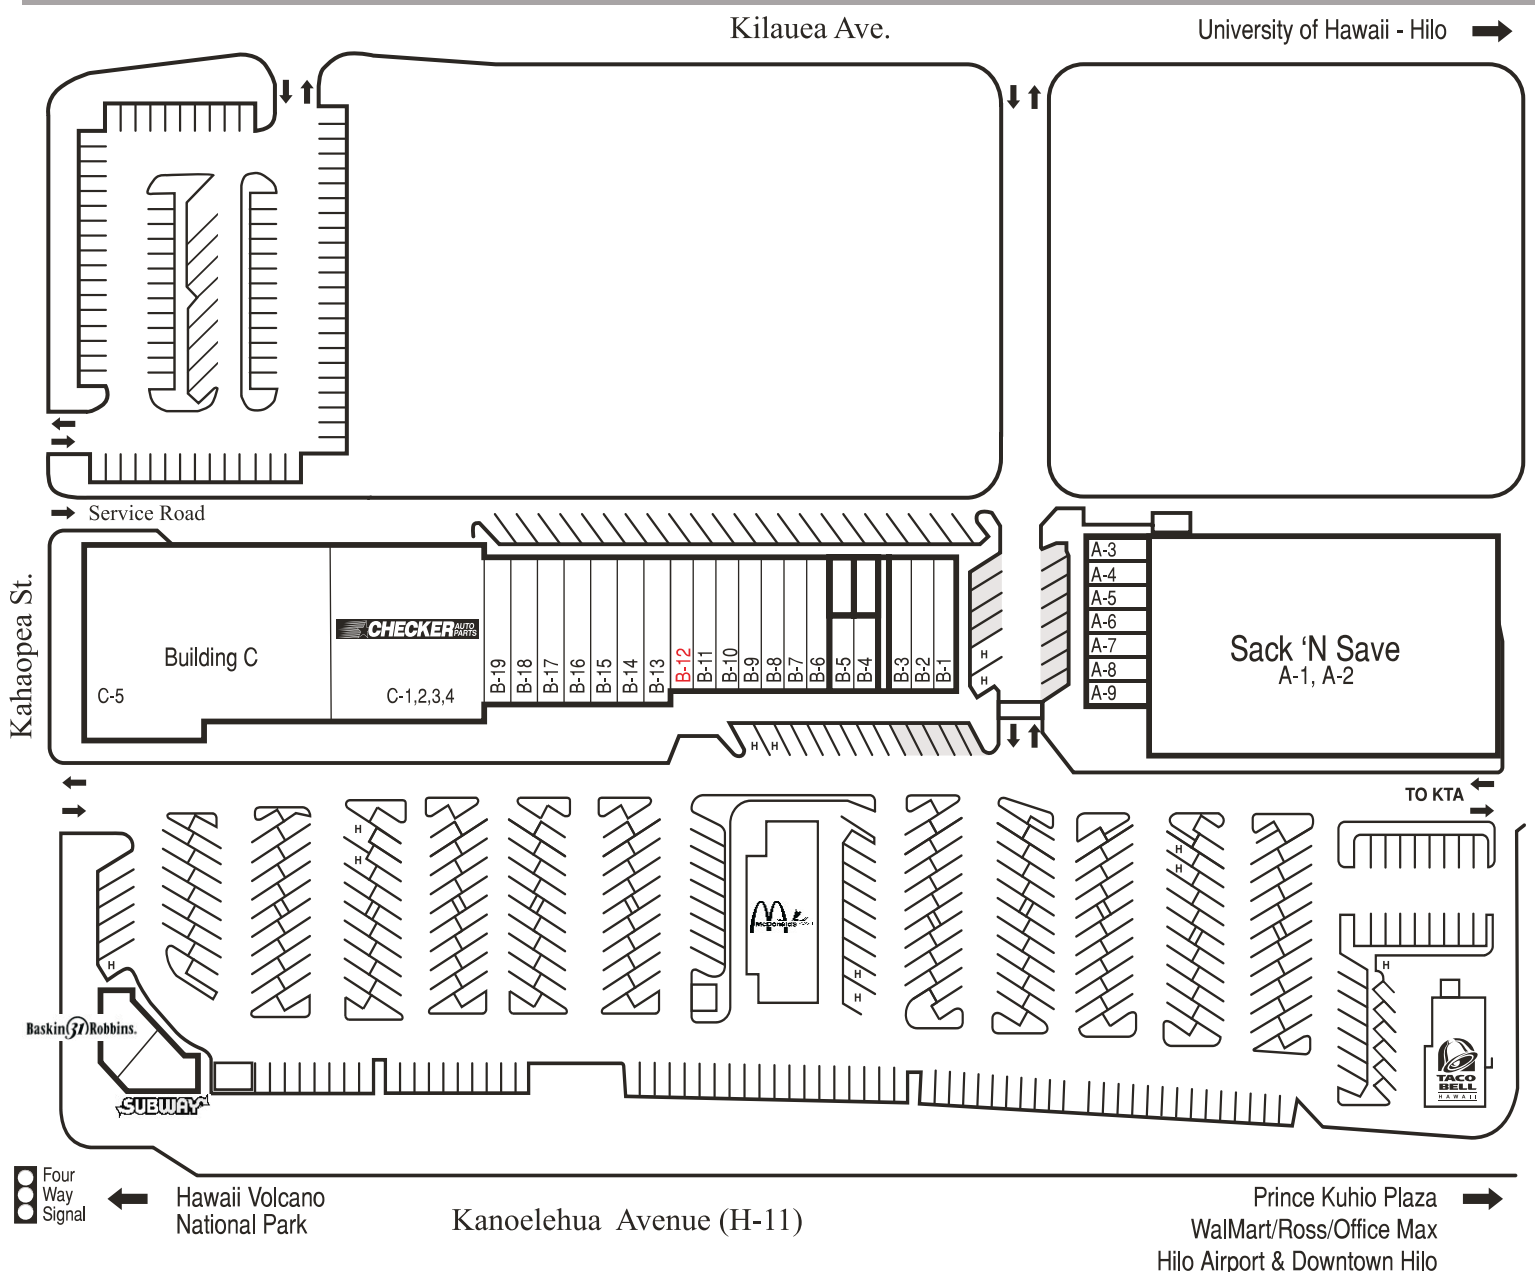 Kilauea Ave.
University of Hawaii - Hilo
Service Road
Kahaopea St.
Building C
C-5
CHECKER AUTO PARTS
C-1,2,3,4
B-19
B-18
B-17
B-16
B-15
B-14
B-13
B-12
B-11
B-10
B-9
B-8
B-7
B-6
B-5
B-4
B-3
B-2
B-1
H
H
A-3
A-4
A-5
A-6
A-7
A-8
A-9
Sack 'N Save
A-1, A-2
H H
TO KTA
H
H
H
H
McDonald's
H
H
H
H
Baskin 31 Robbins.
SUBWAY
TACO
BELL
HAWAII
Four
Way
Signal
Hawaii Volcano
National Park
Kanoelehua Avenue (H-11)
Prince Kuhio Plaza
WalMart/Ross/Office Max
Hilo Airport & Downtown Hilo